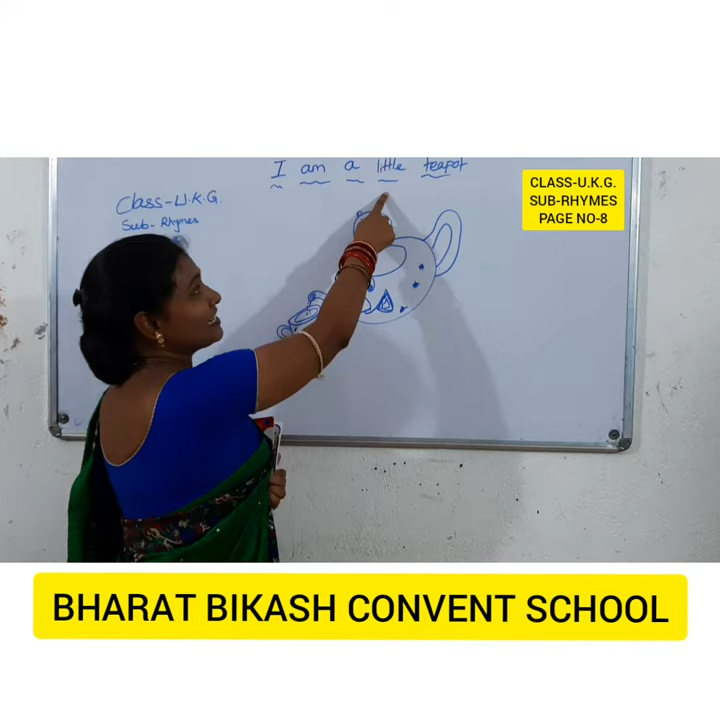 I am a little teapot
Class-U.K.G.
Sub-Rhymes
CLASS-U.K.G.
SUB-RHYMES
PAGE NO-8
BHARAT BIKASH CONVENT SCHOOL